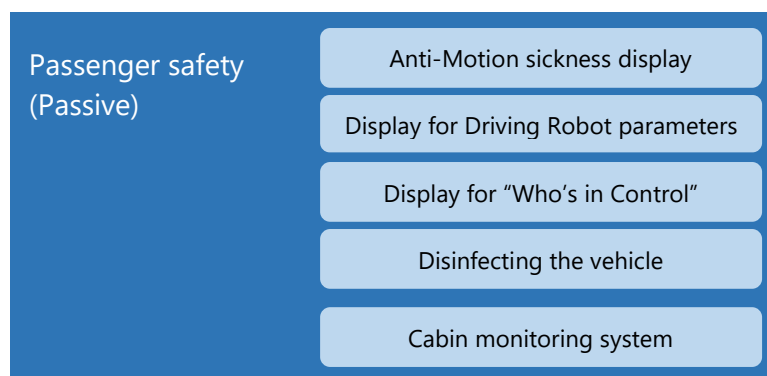 Passenger safety
(Passive)
Anti-Motion sickness display
Display for Driving Robot parameters
Display for “Who’s in Control”
Disinfecting the vehicle
Cabin monitoring system